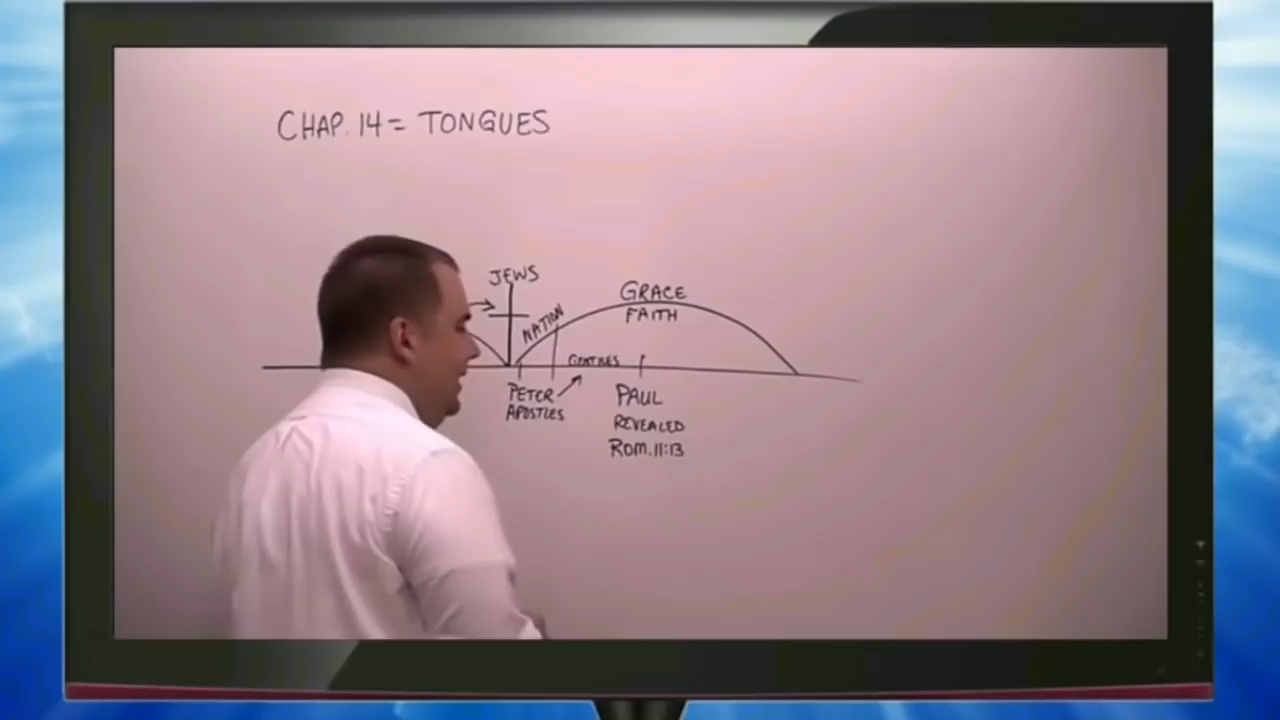 CHAP. 14 = TONGUES
JEWS
NATION
GRACE
FAITH
GENTILES
PETER
APOSTLES
PAUL
REVEALED
ROM. 11:13